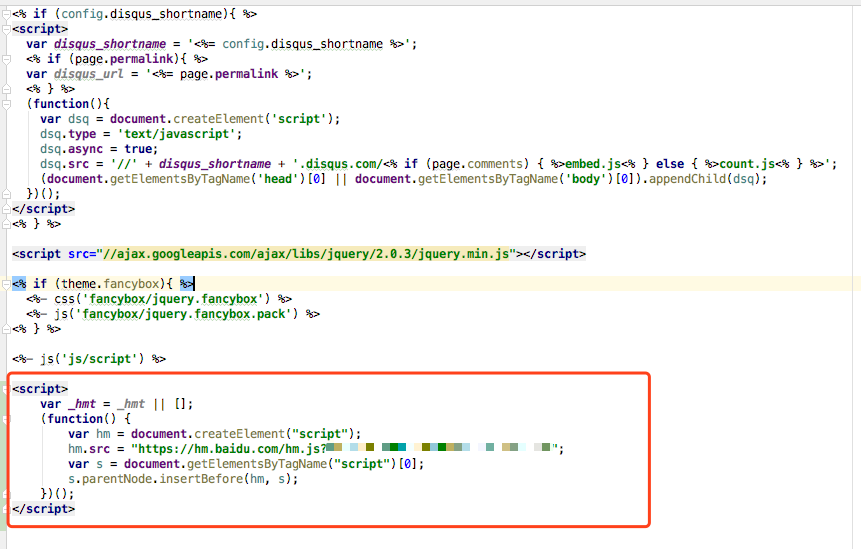 <% if (config.disqus_shortname){ %>
<script>
  var disqus_shortname = '<%= config.disqus_shortname %>';
  <% if (page.permalink){ %>
  var disqus_url = '<%= page.permalink %>';
  <% } %>
  (function(){
    var dsq = document.createElement('script');
    dsq.type = 'text/javascript';
    dsq.async = true;
    dsq.src = '//' + disqus_shortname + '.disqus.com/<% if (page.comments) { %>embed.js<% } else { %>count.js<% } %>';
    (document.getElementsByTagName('head')[0] || document.getElementsByTagName('body')[0]).appendChild(dsq);
  })();
</script>
<% } %>
<script src="//ajax.googleapis.com/ajax/libs/jquery/2.0.3/jquery.min.js"></script>
<% if (theme.fancybox){ %>
  <%- css('fancybox/jquery.fancybox') %>
  <%- js('fancybox/jquery.fancybox.pack') %>
<% } %>
<%- js('js/script') %>
<script>
    var _hmt = _hmt || [];
    (function() {
        var hm = document.createElement("script");
        hm.src = "https://hm.baidu.com/hm.js?";
        var s = document.getElementsByTagName("script")[0];
        s.parentNode.insertBefore(hm, s);
    })();
</script>